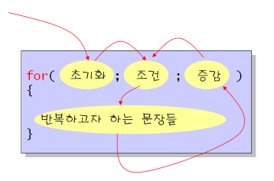 for( 초기화 ; 조건 ; 증감 )
{
반복하고자 하는 문장들
}